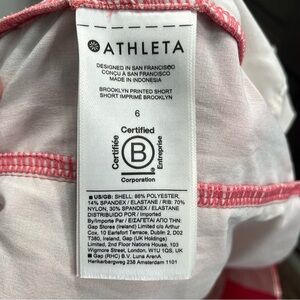 ATHLETA
DESIGNED IN SAN FRANCISCO
CONÇU À SAN FRANCISCO
MADE IN INDONESIA
BROOKLYN PRINTED SHORT
SHORT IMPRIMÉ BROOKLYN
6
Certified
Certifiée
B
Entreprise
Corporation
US/GB: SHELL: 86% POLYESTER,
14% SPANDEX / ELASTANE / RIB: 70%
NYLON, 30% SPANDEX / ELASTANE
DISTRIBUTED FOR / Imported
By/Importe Par / ΕΙΣΑΓΕΤΑΙ ΑΠΟ ΤΗΝ
Gap Stores (Ireland) Limited c/o Arthur
Cox, 10 Earlsfort Terrace, Dublin 2, D02
T380, Ireland, Gap (UK Holdings)
Limited, 2nd Floor Nations House, 103
Wigmore Street, London, W1U 1QS, UK
Gap (RHC) B.V., Luna ArenA
Herikerbergweg 238 Amsterdam 1101